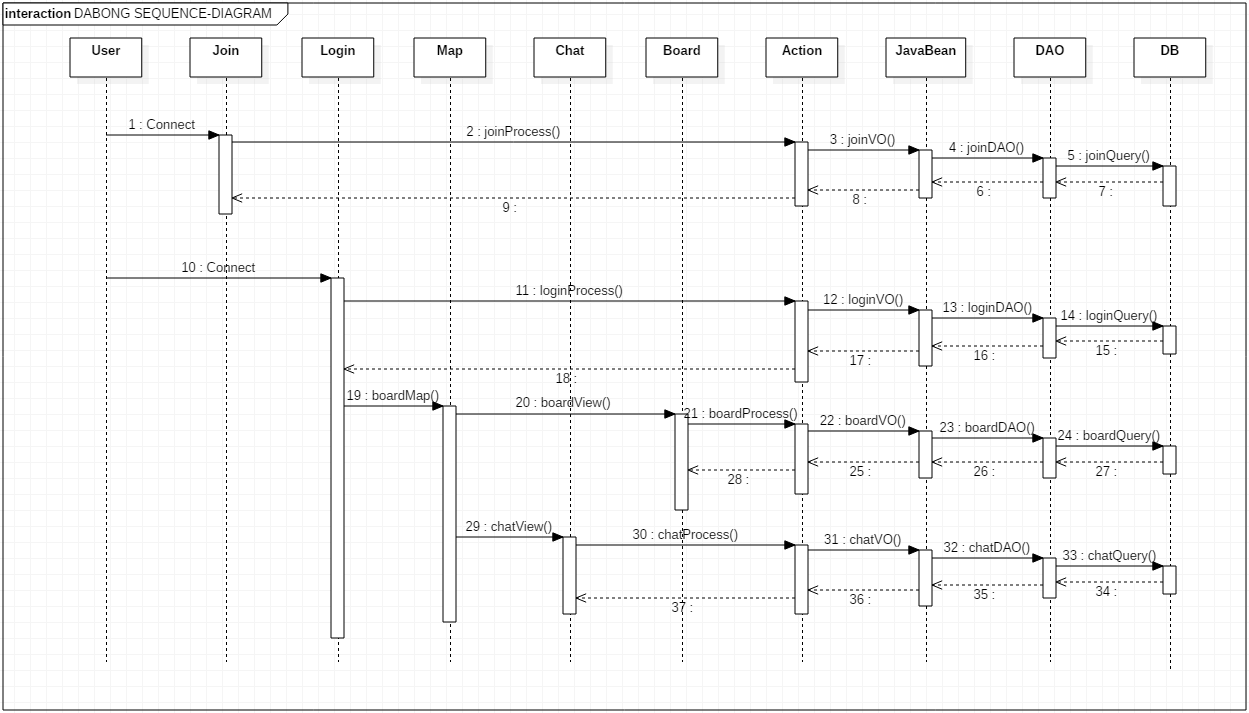 interaction DABONG SEQUENCE-DIAGRAM
User
Join
Login
Map
Chat
Board
Action
JavaBean
DAO
DB
1 : Connect
2 : joinProcess()
3 : joinVO()
4 : joinDAO()
5 : joinQuery()
6 :
7 :
8 :
9 :
10 : Connect
11 : loginProcess()
12 : loginVO()
13 : loginDAO()
14 : loginQuery()
15 :
16 :
17 :
18 :
19 : boardMap()
20 : boardView()
21 : boardProcess()
22 : boardVO()
23 : boardDAO()
24 : boardQuery()
25 :
26 :
27 :
28 :
29 : chatView()
30 : chatProcess()
31 : chatVO()
32 : chatDAO()
33 : chatQuery()
34 :
35 :
36 :
37 :